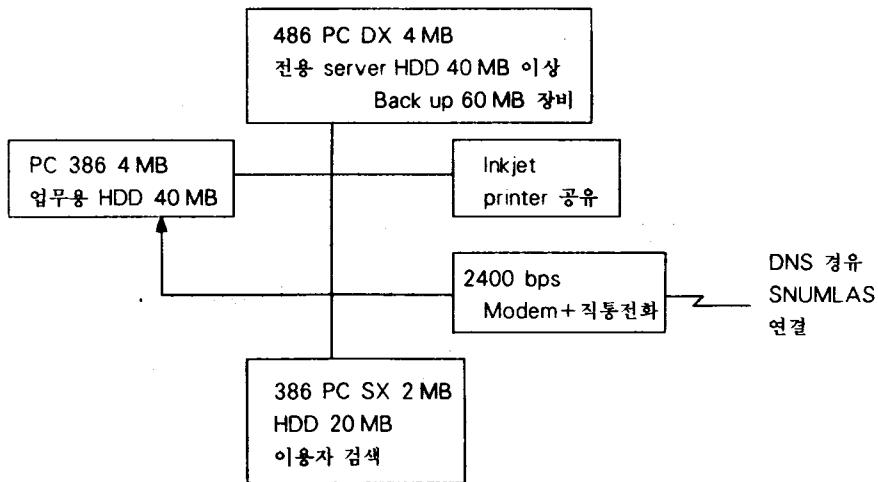 486 PC DX 4 MB
전용 server HDD 40 MB 이상
Back up 60 MB 장비
PC 386 4 MB
업무용 HDD 40 MB
Inkjet
printer 공유
2400 bps
Modem+직통전화
DNS 경유
SNUMLAS
연결
386 PC SX 2 MB
HDD 20 MB
이용자 검색